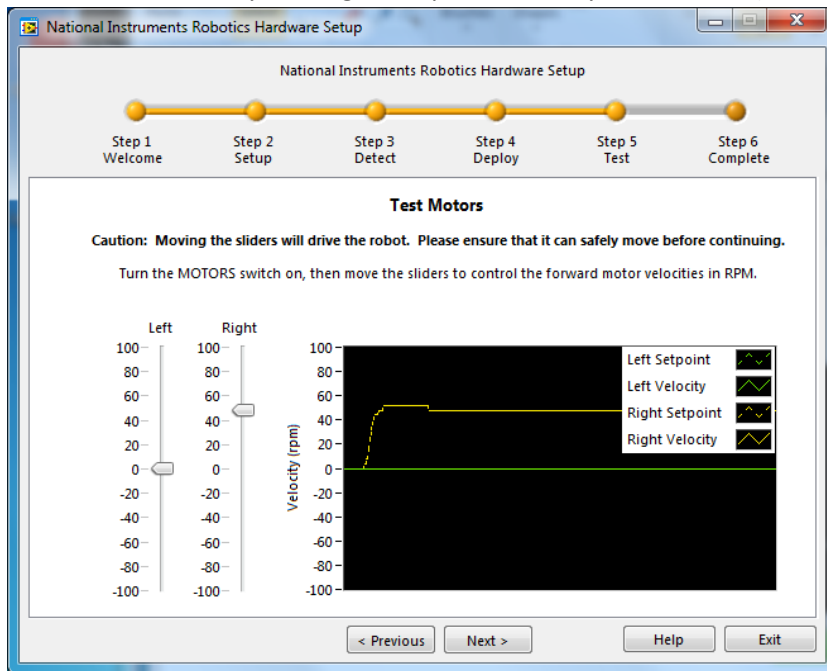 National Instruments Robotics Hardware Setup
National Instruments Robotics Hardware Setup
Step 1 Step 2 Step 3 Step 4 Step 5 Step 6
Welcome Setup Detect Deploy Test Complete
Test Motors
Caution: Moving the sliders will drive the robot. Please ensure that it can safely move before continuing.
Turn the MOTORS switch on, then move the sliders to control the forward motor velocities in RPM.
Left
100
80
60
40
20
0
-20
-40
-60
-80
-100
Right
100
80
60
40
20
0
-20
-40
-60
-80
-100
Velocity (rpm)
100
80
60
40
20
0
-20
-40
-60
-80
-100
Left Setpoint
Left Velocity
Right Setpoint
Right Velocity
< Previous Next > Help Exit